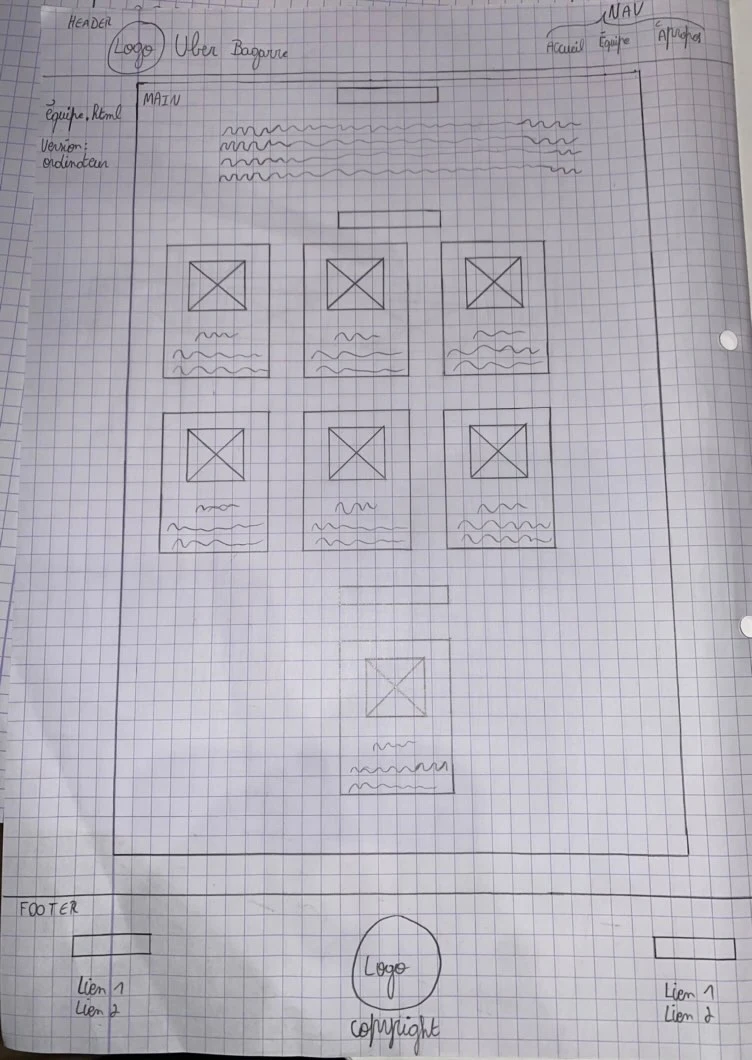 HEADER
NAV
Logo
Uber Bagarre
Accueil
Équipe
À propos
équipe.html
Version:
ordinateur
MAIN
FOOTER
Lien 1
Lien 2
Logo
copyright
Lien 1
Lien 2